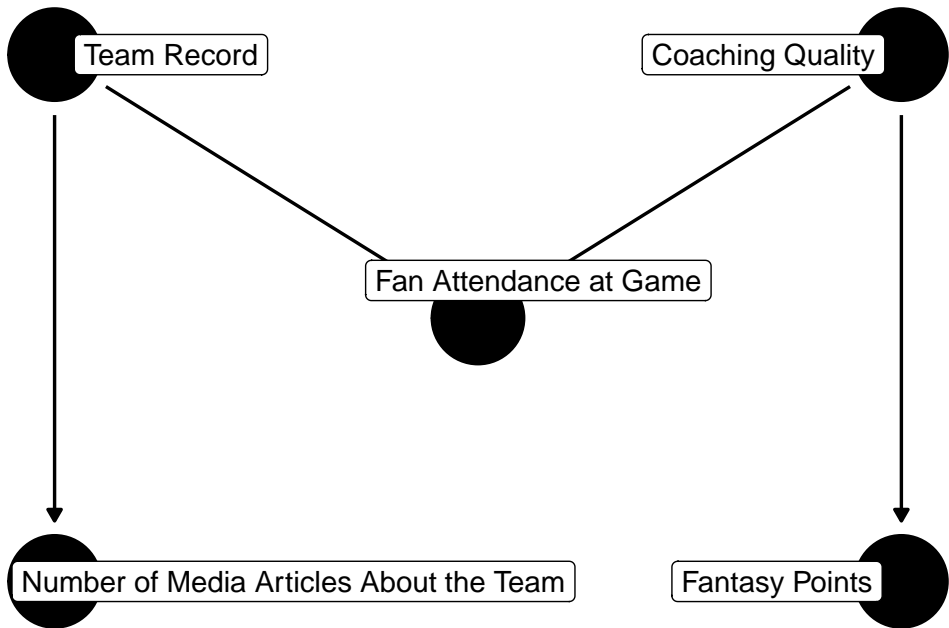 Team Record
Coaching Quality
Fan Attendance at Game
Number of Media Articles About the Team
Fantasy Points